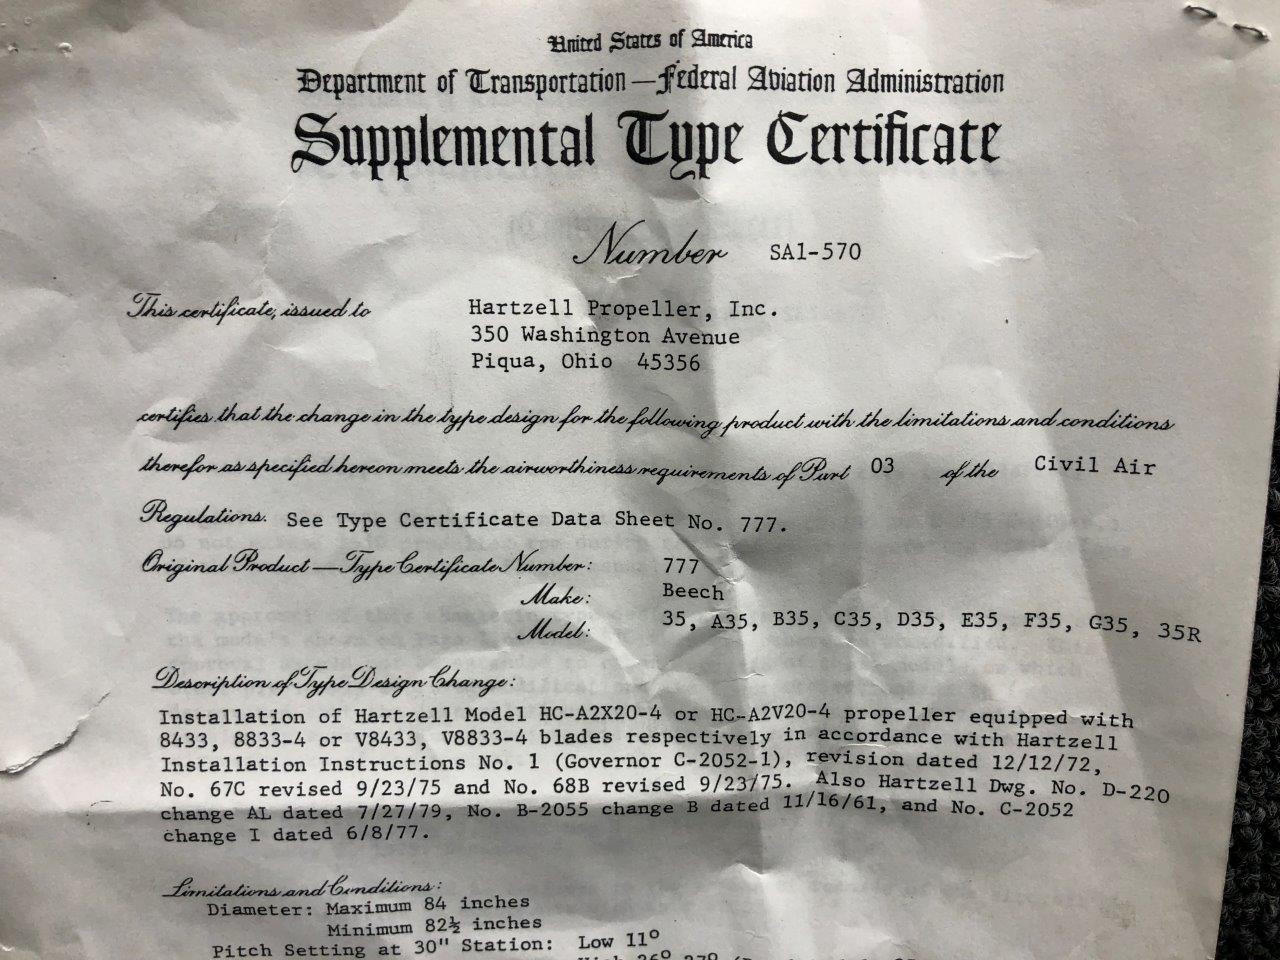 United States of America
Department of Transportation—Federal Aviation Administration
Supplemental Type Certificate
Number SA1-570
This certificate, issued to Hartzell Propeller, Inc.
350 Washington Avenue
Piqua, Ohio 45356
certifies that the change in the type design for the following product with the limitations and conditions
therefor as specified hereon meets the airworthiness requirements of Part 03 of the Civil Air
Regulations. See Type Certificate Data Sheet No. 777.
Original Product—Type Certificate Number: 777
Make: Beech
Model: 35, A35, B35, C35, D35, E35, F35, G35, 35R
Description of Type Design Change:
Installation of Hartzell Model HC-A2X20-4 or HC-A2V20-4 propeller equipped with
8433, 8833-4 or V8433, V8833-4 blades respectively in accordance with Hartzell
Installation Instructions No. 1 (Governor C-2052-1), revision dated 12/12/72,
No. 67C revised 9/23/75 and No. 68B revised 9/23/75. Also Hartzell Dwg. No. D-220
change AL dated 7/27/79, No. B-2055 change B dated 11/16/61, and No. C-2052
change I dated 6/8/77.
Limitations and Conditions:
Diameter: Maximum 84 inches
Minimum 82½ inches
Pitch Setting at 30" Station: Low 11°